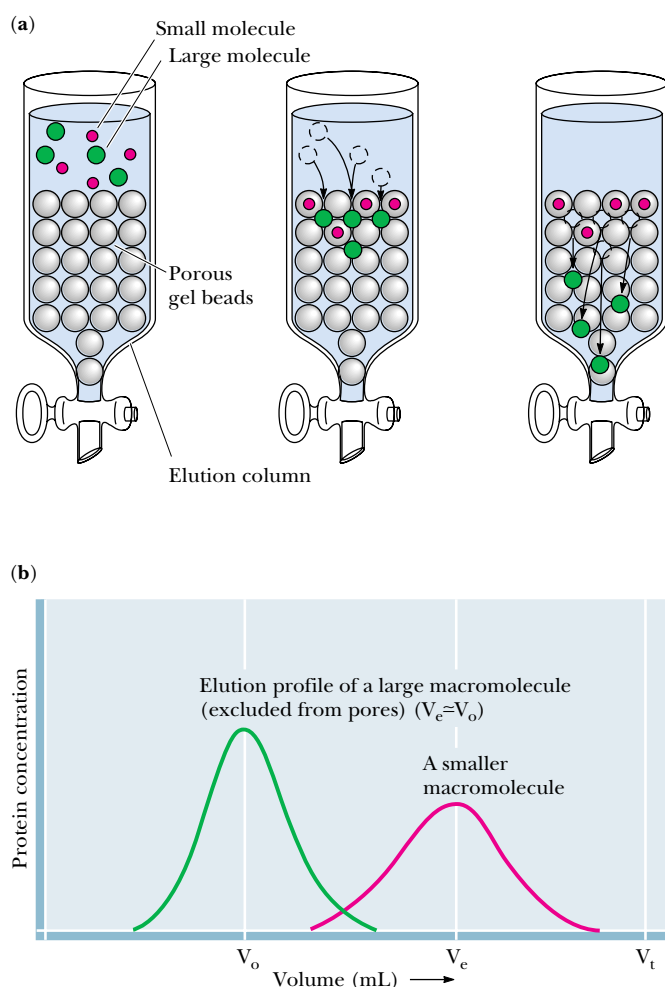 (a)
Small molecule
Large molecule
Porous
gel beads
Elution column
(b)
Protein concentration
Elution profile of a large macromolecule
(excluded from pores) (Vₑ≃Vₒ)
A smaller
macromolecule
Vₒ
Vₑ
Vₜ
Volume (mL) ⟶